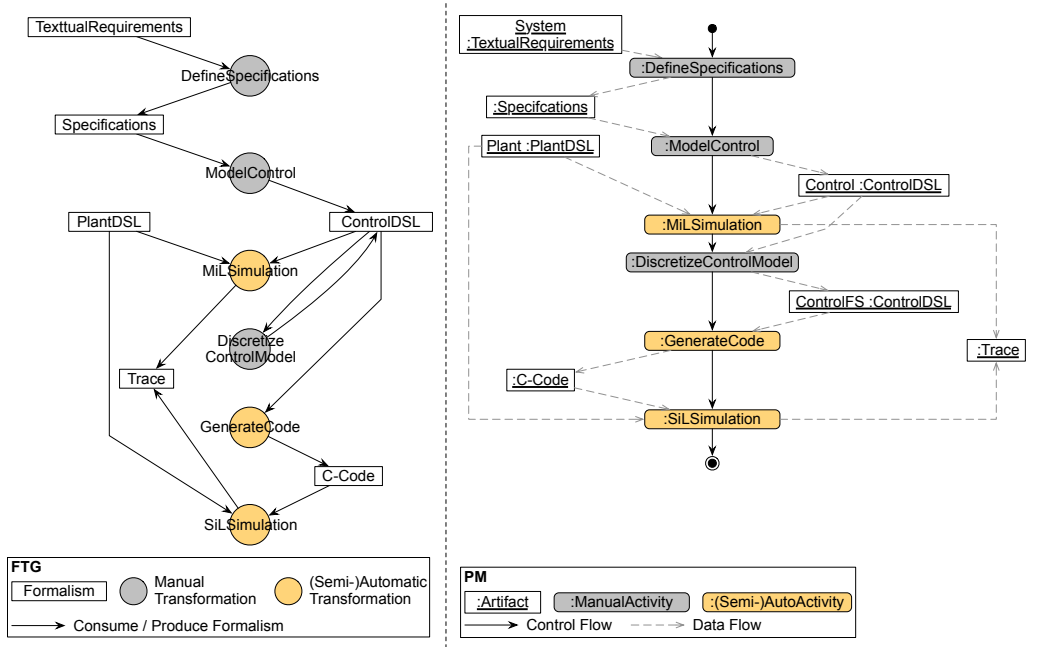 TexttualRequirements
DefineSpecifications
Specifications
ModelControl
PlantDSL
ControlDSL
MiLSimulation
Discretize
ControlModel
Trace
GenerateCode
C-Code
SiLSimulation
FTG
Formalism
Manual
Transformation
(Semi-)Automatic
Transformation
Consume / Produce Formalism
System
:TextualRequirements
:DefineSpecifications
:Specifcations
Plant :PlantDSL
:ModelControl
Control :ControlDSL
:MiLSimulation
:DiscretizeControlModel
ControlFS :ControlDSL
:GenerateCode
:Trace
:C-Code
:SiLSimulation
PM
:Artifact
:ManualActivity
:(Semi-)AutoActivity
Control Flow
Data Flow